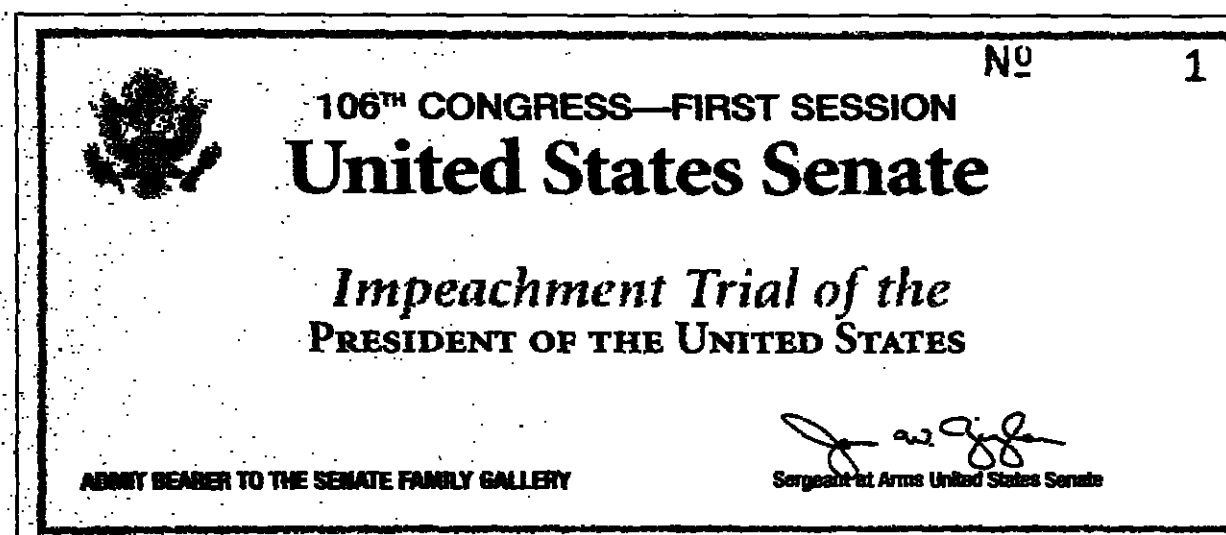 Nº 1
106TH CONGRESS—FIRST SESSION
United States Senate
Impeachment Trial of the
PRESIDENT OF THE UNITED STATES
ADMIT BEARER TO THE SENATE FAMILY GALLERY
Sergeant at Arms United States Senate